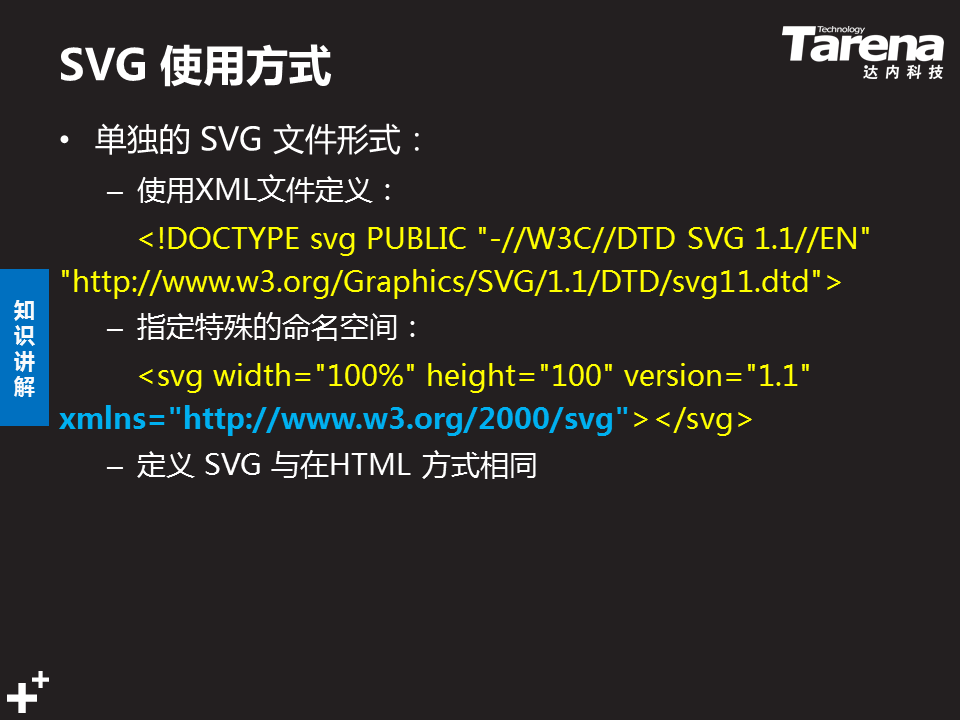 SVG 使用方式
Technology
Tarena
达内科技
• 单独的 SVG 文件形式：
– 使用XML文件定义：
<!DOCTYPE svg PUBLIC "-//W3C//DTD SVG 1.1//EN"
"http://www.w3.org/Graphics/SVG/1.1/DTD/svg11.dtd">
– 指定特殊的命名空间：
<svg width="100%" height="100" version="1.1"
xmlns="http://www.w3.org/2000/svg"></svg>
– 定义 SVG 与在HTML 方式相同
知识讲解